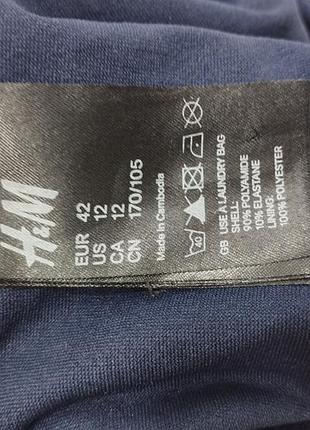 H&M
EUR 42
US 12
CA 12
CN 170/105
Made in Cambodia
40
GB USE A LAUNDRY BAG
SHELL:
90% POLYAMIDE
10% ELASTANE
LINING:
100% POLYESTER